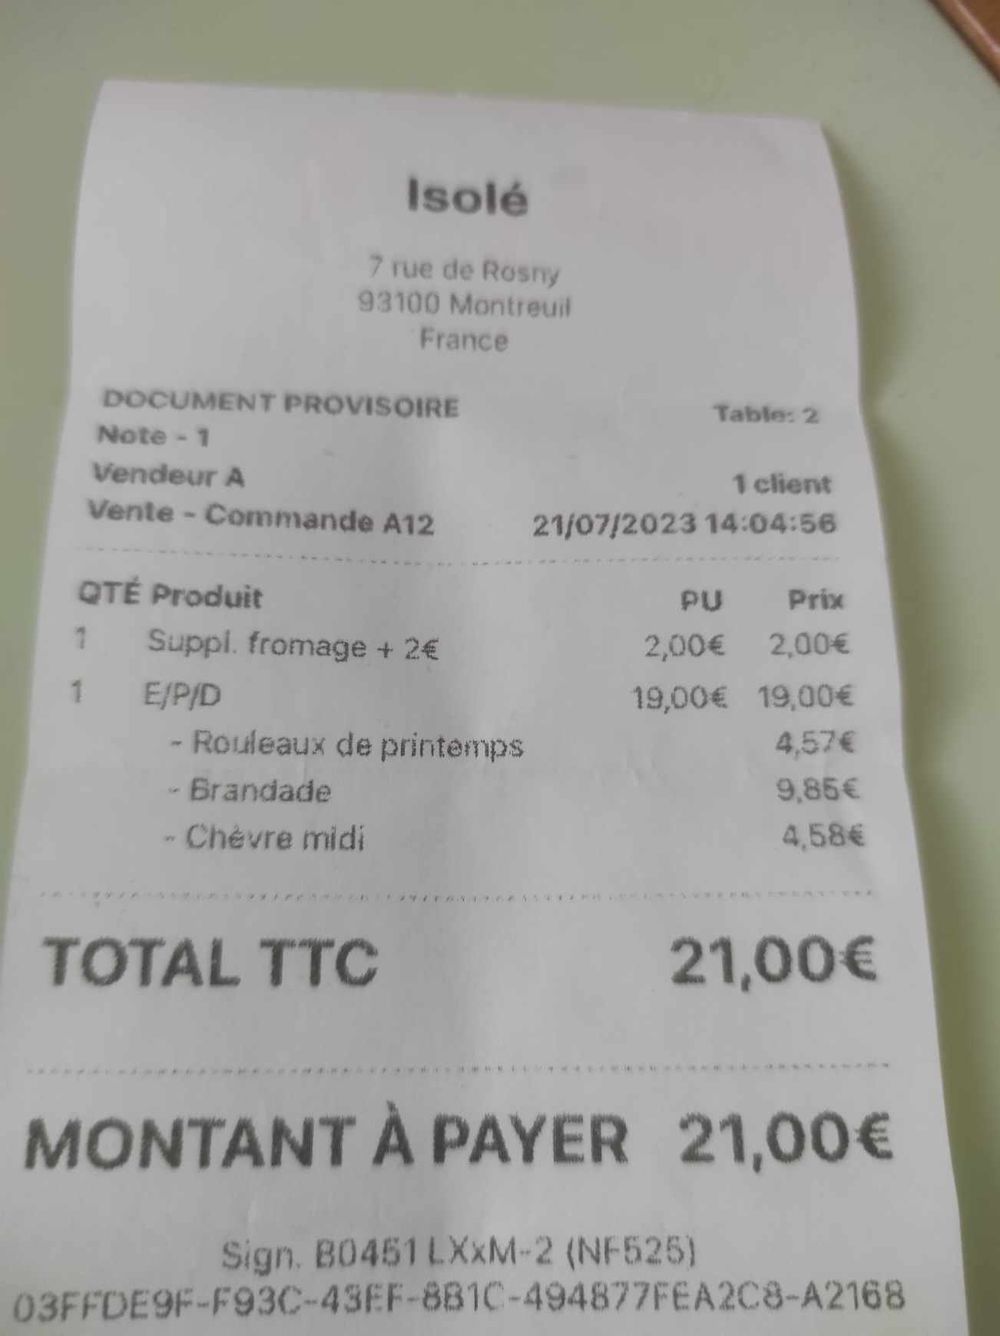 Isolé
7 rue de Rosny
93100 Montreuil
France
DOCUMENT PROVISOIRE Table: 2
Note - 1
Vendeur A 1 client
Vente - Commande A12 21/07/2023 14:04:56
QTÉ Produit PU Prix
1 Suppl. fromage + 2€ 2,00€ 2,00€
1 E/P/D 19,00€ 19,00€
- Rouleaux de printemps 4,57€
- Brandade 9,85€
- Chèvre midi 4,58€
TOTAL TTC 21,00€
MONTANT À PAYER 21,00€
Sign. B0451 LXxM-2 (NF525)
03FFDE9F-F93C-43EF-8B1C-494877FEA2C8-A2168